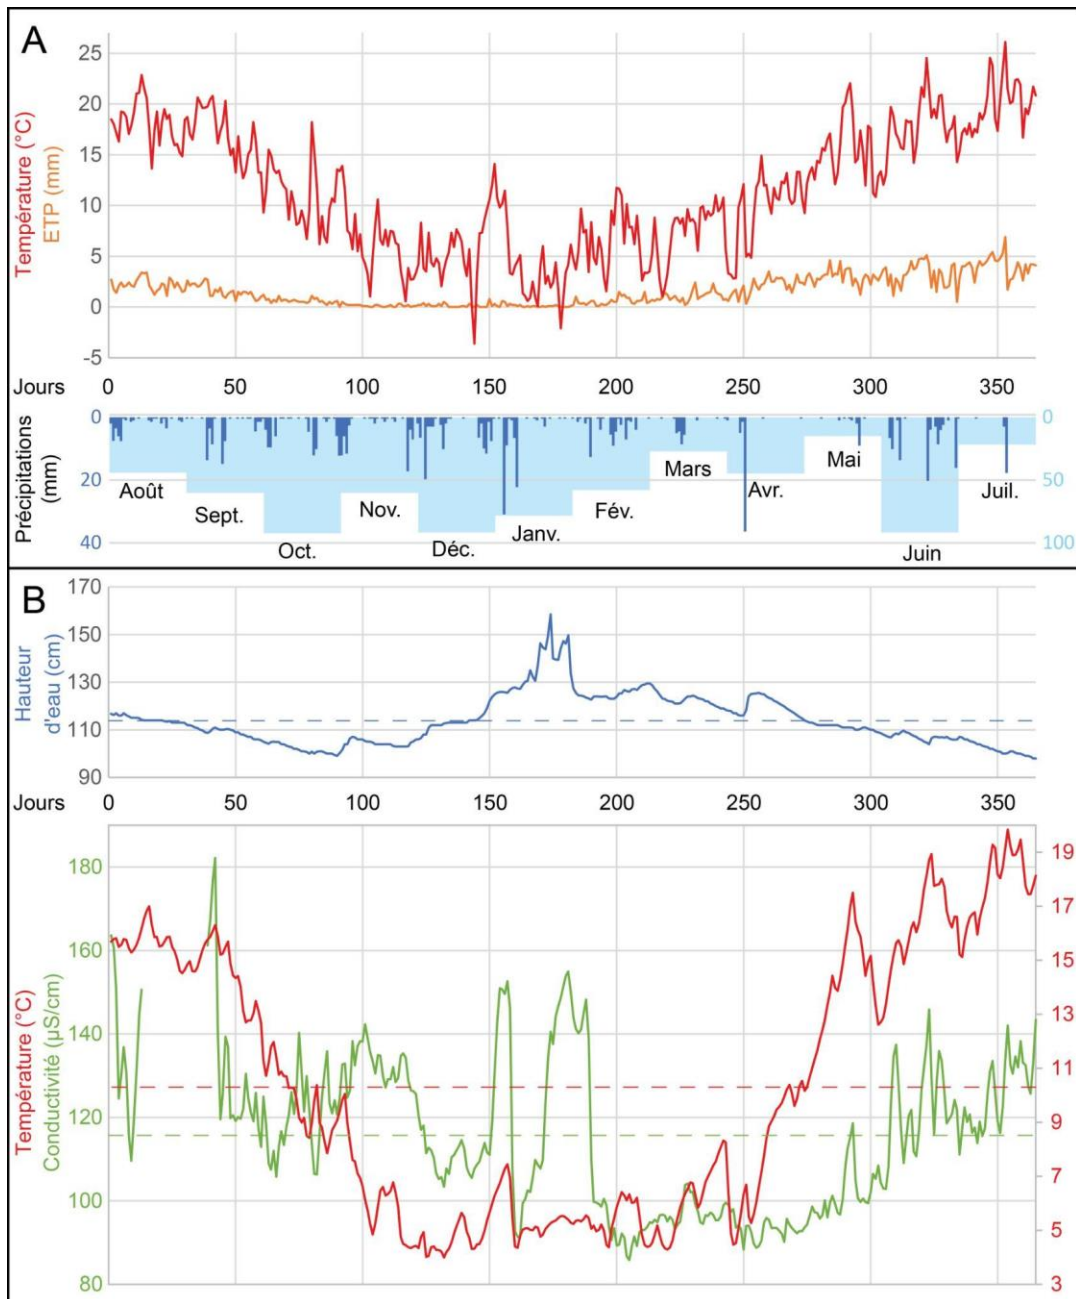 A
Température (°C)
ETP (mm)
25
20
15
10
5
0
-5
Jours 0 50 100 150 200 250 300 350
Précipitations
(mm)
0
20
40
0
50
100
Août
Sept.
Oct.
Nov.
Déc.
Janv.
Fév.
Mars
Avr.
Mai
Juin
Juil.
B
Hauteur
d'eau (cm)
170
150
130
110
90
Jours 0 50 100 150 200 250 300 350
Température (°C)
Conductivité (µS/cm)
180
160
140
120
100
80
19
17
15
13
11
9
7
5
3